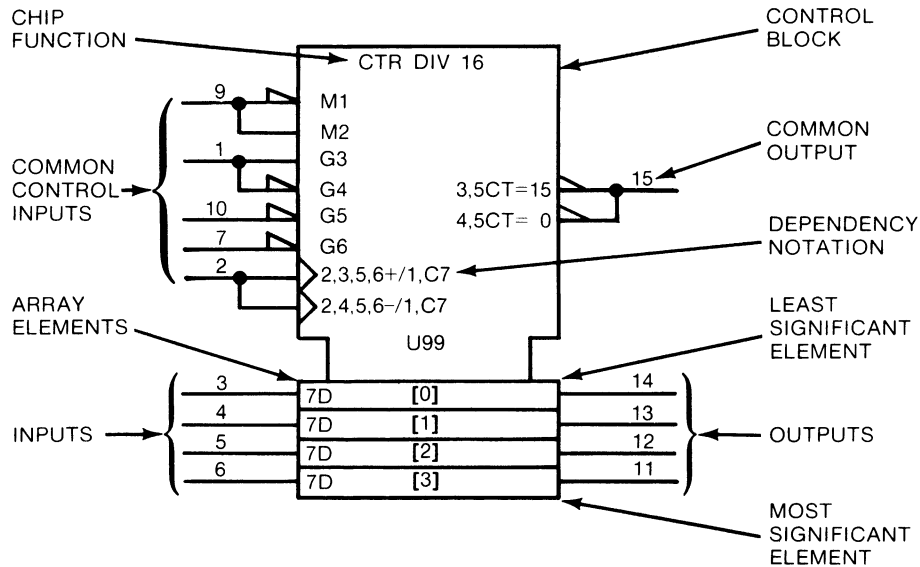 CHIP
FUNCTION
CONTROL
BLOCK
CTR DIV 16
9
M1
M2
1
G3
G4
10
G5
7
G6
2
2,3,5,6+/1,C7
2,4,5,6−/1,C7
COMMON
CONTROL
INPUTS
3,5CT=15
4,5CT= 0
15
COMMON
OUTPUT
DEPENDENCY
NOTATION
ARRAY
ELEMENTS
U99
LEAST
SIGNIFICANT
ELEMENT
INPUTS
3
7D [0]
14
4
7D [1]
13
5
7D [2]
12
6
7D [3]
11
OUTPUTS
MOST
SIGNIFICANT
ELEMENT